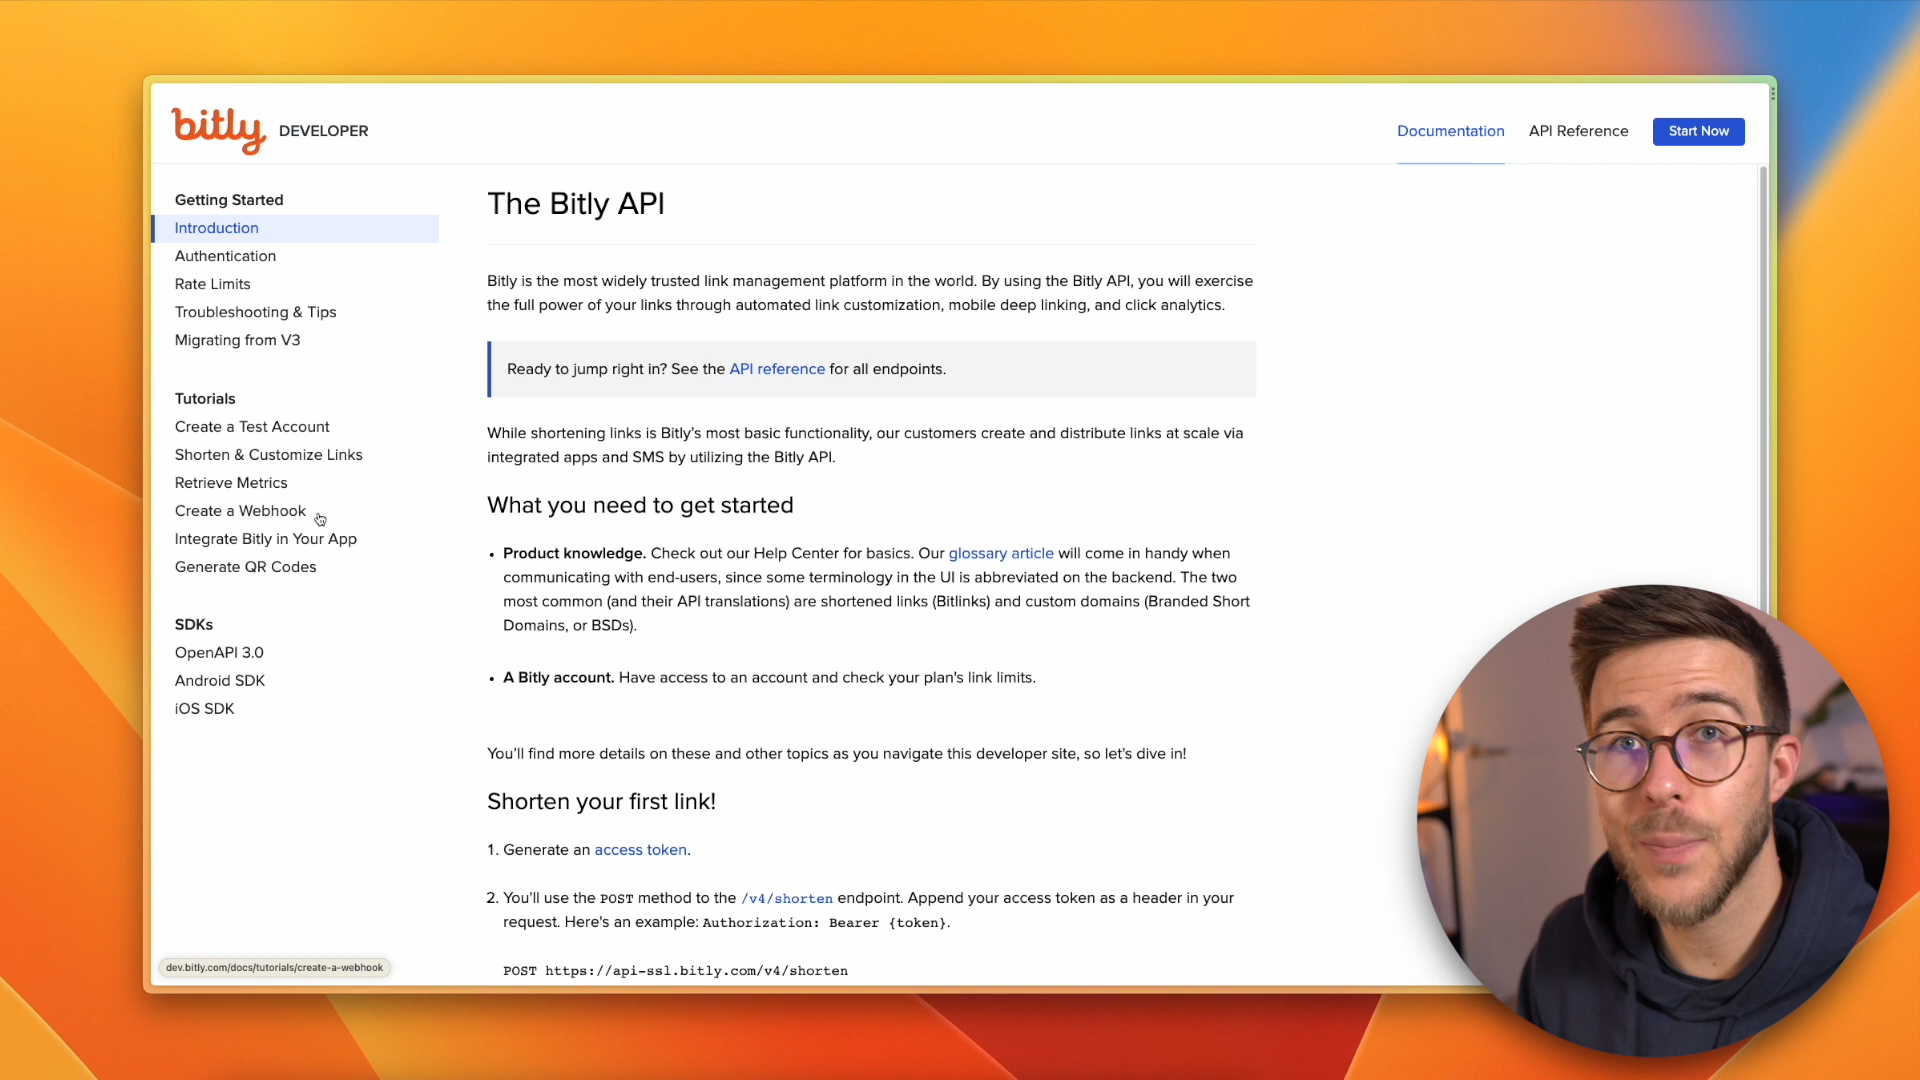 bitly DEVELOPER
Documentation
API Reference
Start Now
Getting Started
Introduction
Authentication
Rate Limits
Troubleshooting & Tips
Migrating from V3
Tutorials
Create a Test Account
Shorten & Customize Links
Retrieve Metrics
Create a Webhook
Integrate Bitly in Your App
Generate QR Codes
SDKs
OpenAPI 3.0
Android SDK
iOS SDK
The Bitly API
Bitly is the most widely trusted link management platform in the world. By using the Bitly API, you will exercise
the full power of your links through automated link customization, mobile deep linking, and click analytics.
Ready to jump right in? See the API reference for all endpoints.
While shortening links is Bitly’s most basic functionality, our customers create and distribute links at scale via
integrated apps and SMS by utilizing the Bitly API.
What you need to get started
• Product knowledge. Check out our Help Center for basics. Our glossary article will come in handy when
communicating with end-users, since some terminology in the UI is abbreviated on the backend. The two
most common (and their API translations) are shortened links (Bitlinks) and custom domains (Branded Short
Domains, or BSDs).
• A Bitly account. Have access to an account and check your plan's link limits.
You’ll find more details on these and other topics as you navigate this developer site, so let's dive in!
Shorten your first link!
1. Generate an access token.
2. You'll use the POST method to the /v4/shorten endpoint. Append your access token as a header in your
request. Here's an example: Authorization: Bearer {token}.
POST https://api-ssl.bitly.com/v4/shorten
dev.bitly.com/docs/tutorials/create-a-webhook